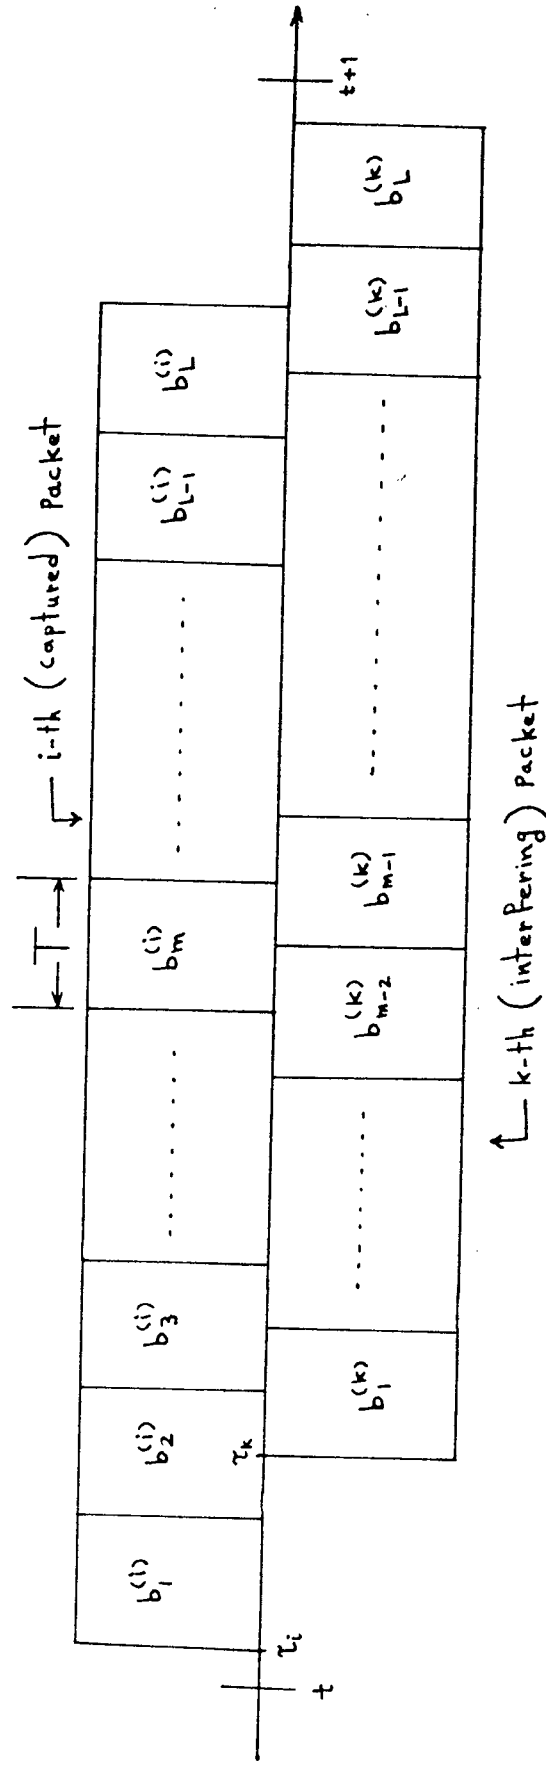 i-th (captured) Packet
T
b_1^{(i)} b_2^{(i)} b_3^{(i)} ........ b_m^{(i)} ........... b_{L-1}^{(i)} b_L^{(i)}
t τ_i τ_k t+1
b_1^{(k)} ........ b_{m-2}^{(k)} b_{m-1}^{(k)} .............. b_{L-1}^{(k)} b_L^{(k)}
k-th (interfering) Packet